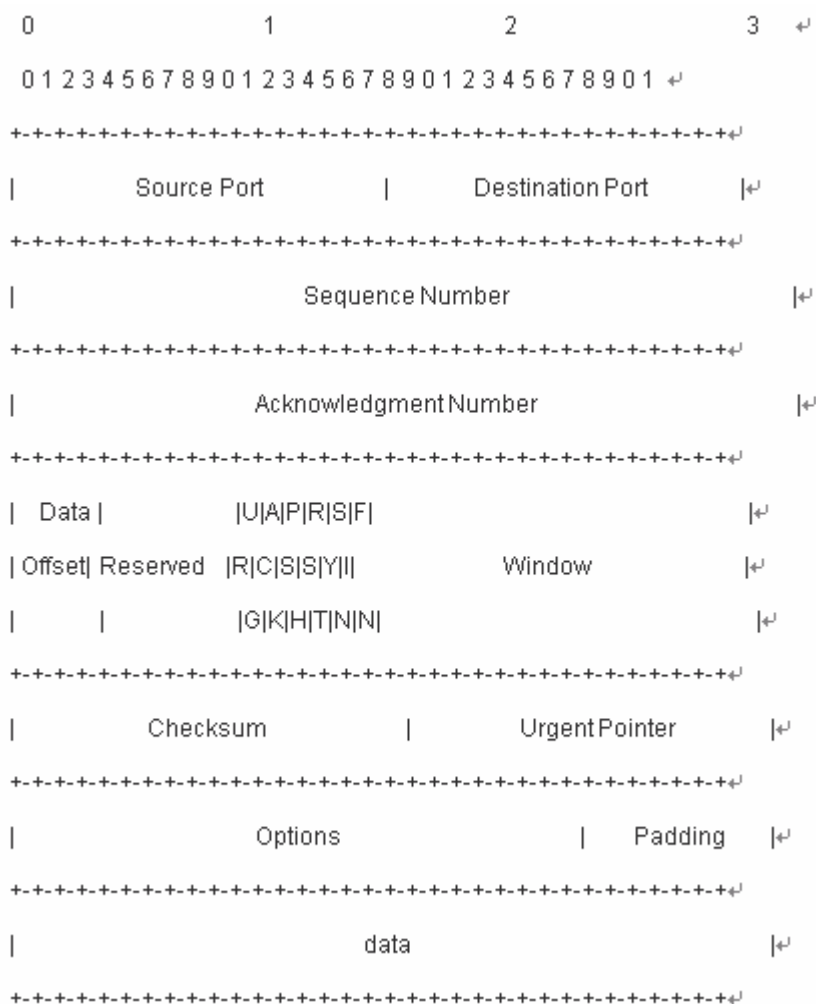 0 1 2 3 ↵
0 1 2 3 4 5 6 7 8 9 0 1 2 3 4 5 6 7 8 9 0 1 2 3 4 5 6 7 8 9 0 1 ↵
+-+-+-+-+-+-+-+-+-+-+-+-+-+-+-+-+-+-+-+-+-+-+-+-+-+-+-+-+-+-+-+-+↵
| Source Port | Destination Port |↵
+-+-+-+-+-+-+-+-+-+-+-+-+-+-+-+-+-+-+-+-+-+-+-+-+-+-+-+-+-+-+-+-+↵
| Sequence Number |↵
+-+-+-+-+-+-+-+-+-+-+-+-+-+-+-+-+-+-+-+-+-+-+-+-+-+-+-+-+-+-+-+-+↵
| Acknowledgment Number |↵
+-+-+-+-+-+-+-+-+-+-+-+-+-+-+-+-+-+-+-+-+-+-+-+-+-+-+-+-+-+-+-+-+↵
| Data | |U|A|P|R|S|F| |↵
| Offset| Reserved |R|C|S|S|Y|I| Window |↵
| | |G|K|H|T|N|N| |↵
+-+-+-+-+-+-+-+-+-+-+-+-+-+-+-+-+-+-+-+-+-+-+-+-+-+-+-+-+-+-+-+-+↵
| Checksum | Urgent Pointer |↵
+-+-+-+-+-+-+-+-+-+-+-+-+-+-+-+-+-+-+-+-+-+-+-+-+-+-+-+-+-+-+-+-+↵
| Options | Padding |↵
+-+-+-+-+-+-+-+-+-+-+-+-+-+-+-+-+-+-+-+-+-+-+-+-+-+-+-+-+-+-+-+-+↵
| data |↵
+-+-+-+-+-+-+-+-+-+-+-+-+-+-+-+-+-+-+-+-+-+-+-+-+-+-+-+-+-+-+-+-+↵